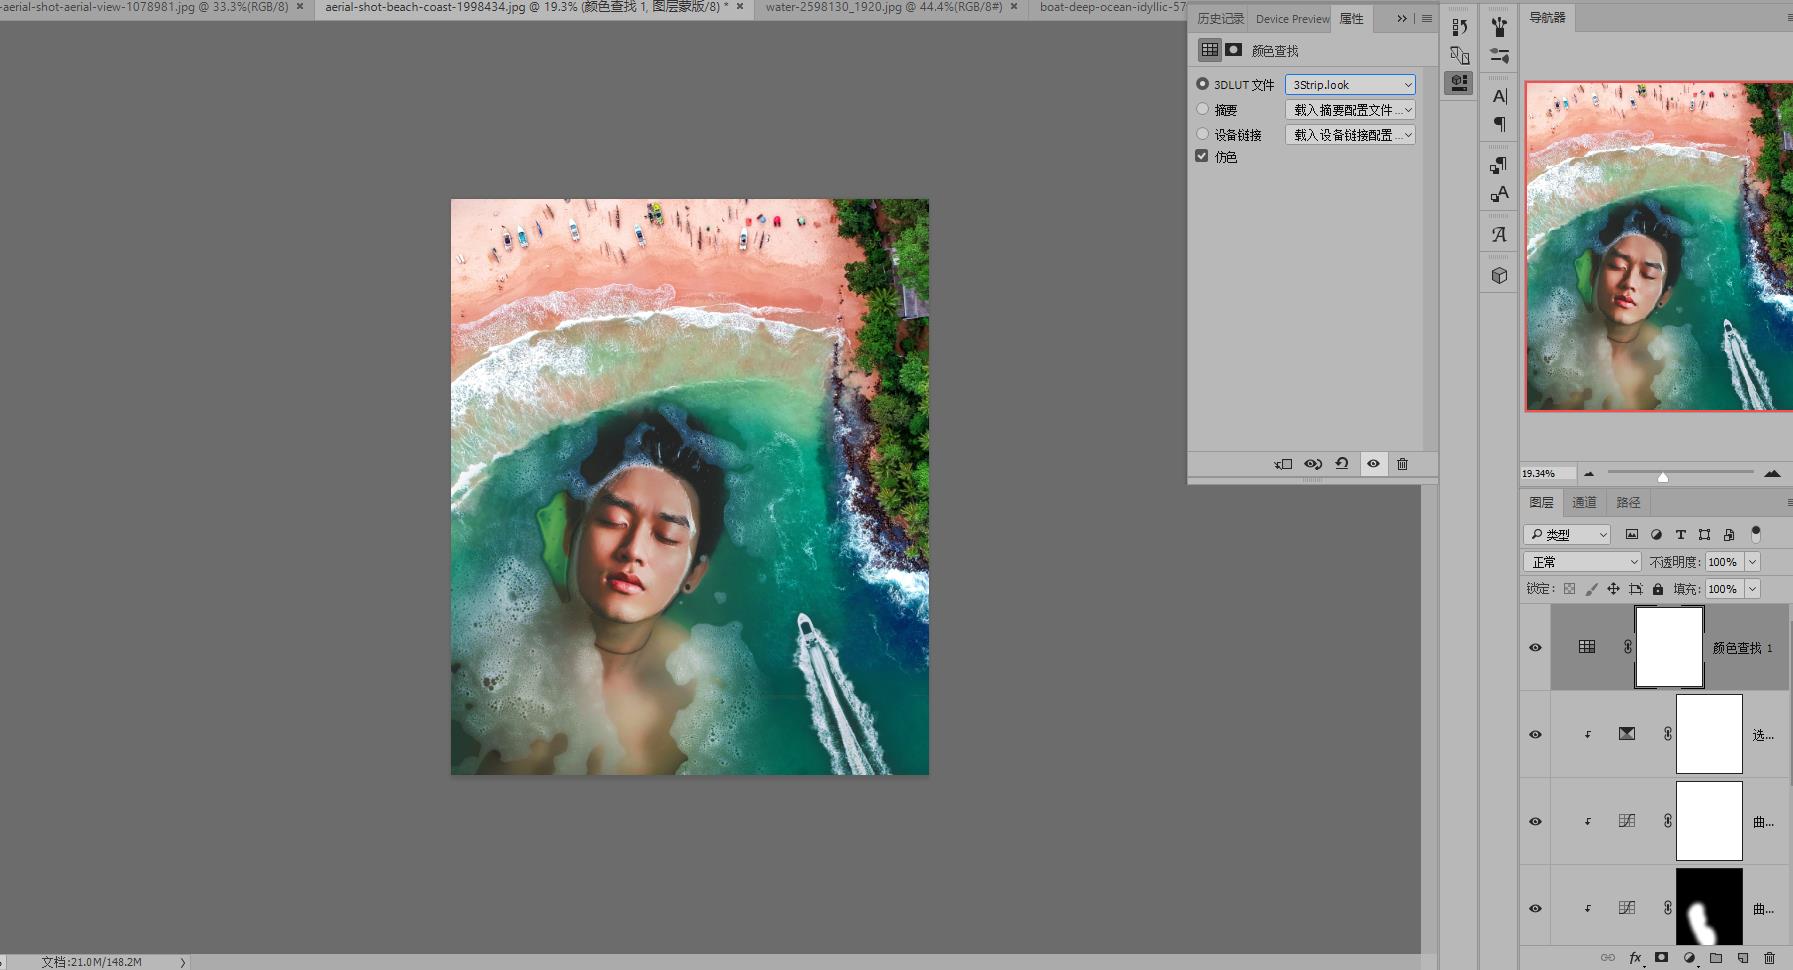 -aerial-shot-aerial-view-1078981.jpg @ 33.3%(RGB/8) ×
aerial-shot-beach-coast-1998434.jpg @ 19.3% (颜色查找 1, 图层蒙版/8) * ×
water-2598130_1920.jpg @ 44.4%(RGB/8#) ×
boat-deep-ocean-idyllic-57
历史记录 Device Preview 属性
导航器
颜色查找
3DLUT 文件 3Strip.look
摘要 载入摘要配置文件...
设备链接 载入设备链接配置...
仿色
19.34%
图层 通道 路径
类型
正常 不透明度: 100%
锁定: 填充: 100%
颜色查找 1
选...
曲...
曲...
fx
文档:21.0M/148.2M